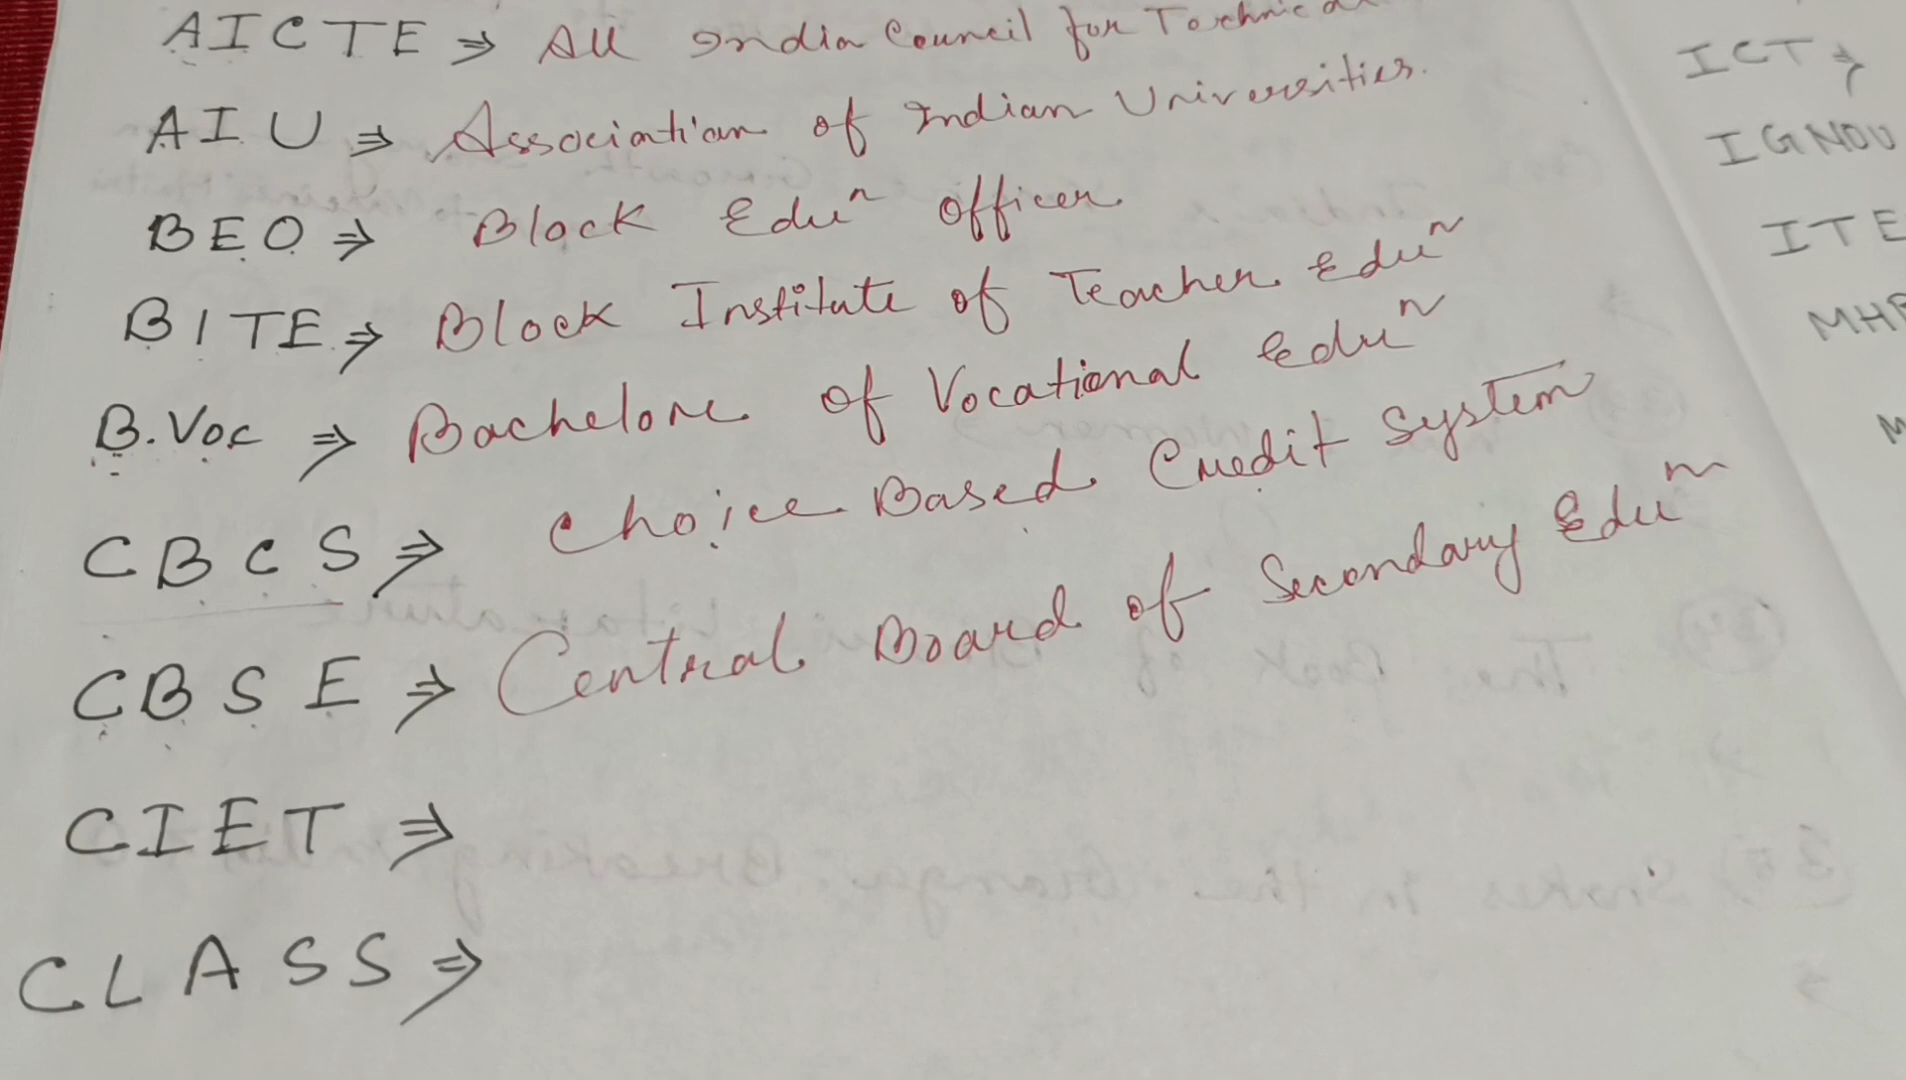 AICTE ⇒ All India Council for Technical
AIU ⇒ Association of Indian Universities.
BEO ⇒ Block Eduⁿ Officer
BITE ⇒ Block Institute of Teacher Eduⁿ
B.Voc ⇒ Bachelore of Vocational Eduⁿ
CBCS ⇒ Choice Based Credit System
CBSE ⇒ Central Board of Secondary Eduⁿ
CIET ⇒
CLASS ⇒
ICT ⇒
IGNOU
ITE
MHR
M